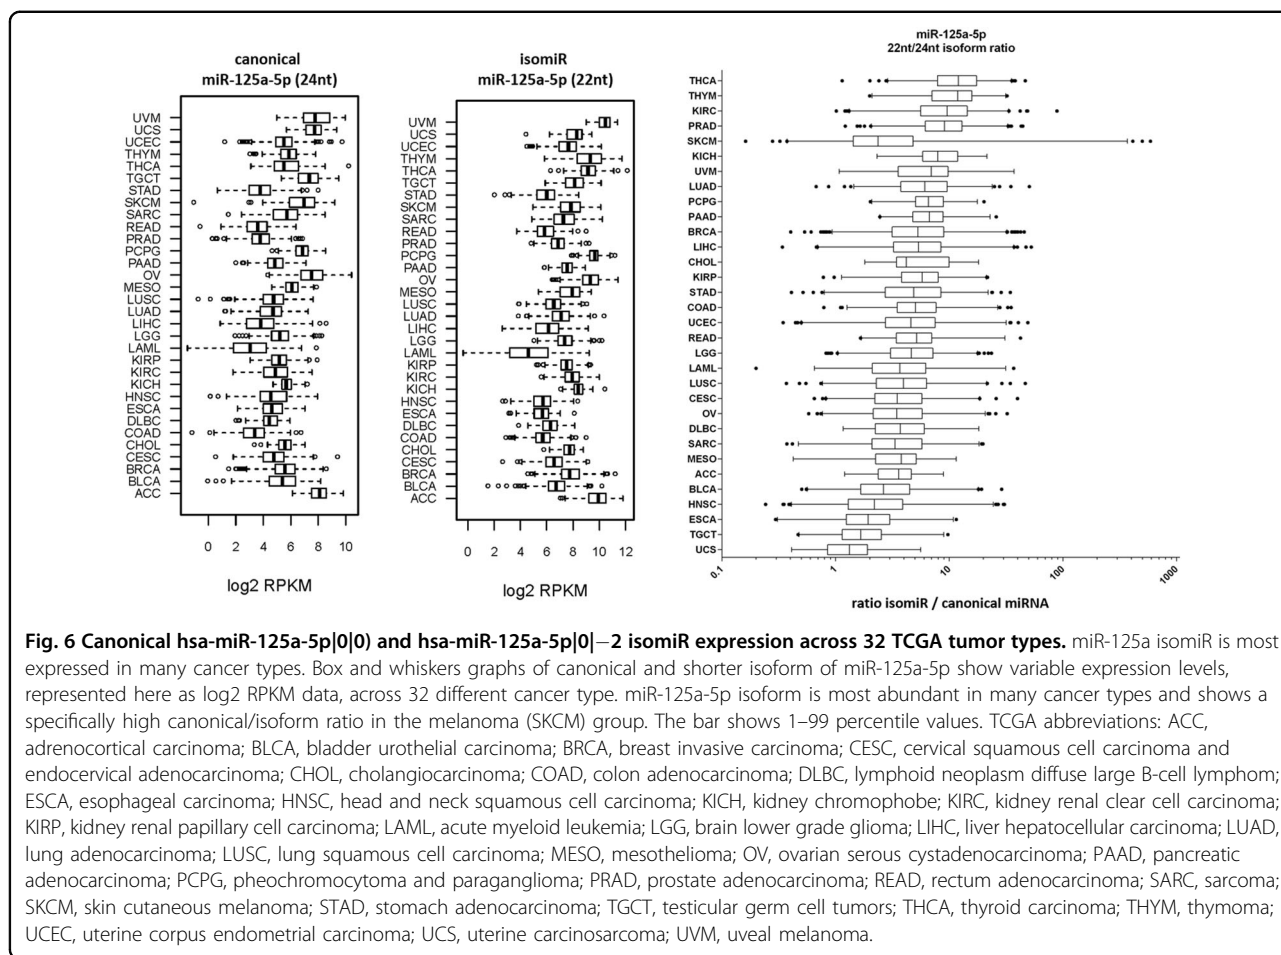 canonical
miR-125a-5p (24nt)
UVM
UCS
UCEC
THYM
THCA
TGCT
STAD
SKCM
SARC
READ
PRAD
PCPG
PAAD
OV
MESO
LUSC
LUAD
LIHC
LGG
LAML
KIRP
KIRC
KICH
HNSC
ESCA
DLBC
COAD
CHOL
CESC
BRCA
BLCA
ACC
0 2 4 6 8 10
log2 RPKM
isomiR
miR-125a-5p (22nt)
UVM
UCS
UCEC
THYM
THCA
TGCT
STAD
SKCM
SARC
READ
PRAD
PCPG
PAAD
OV
MESO
LUSC
LUAD
LIHC
LGG
LAML
KIRP
KIRC
KICH
HNSC
ESCA
DLBC
COAD
CHOL
CESC
BRCA
BLCA
ACC
0 2 4 6 8 10 12
log2 RPKM
miR-125a-5p
22nt/24nt isoform ratio
THCA
THYM
KIRC
PRAD
SKCM
KICH
UVM
LUAD
PCPG
PAAD
BRCA
LIHC
CHOL
KIRP
STAD
COAD
UCEC
READ
LGG
LAML
LUSC
CESC
OV
DLBC
SARC
MESO
ACC
BLCA
HNSC
ESCA
TGCT
UCS
0.1 1 10 100 1000
ratio isomiR / canonical miRNA
Fig. 6 Canonical hsa-miR-125a-5p|0|0) and hsa-miR-125a-5p|0|−2 isomiR expression across 32 TCGA tumor types. miR-125a isomiR is most
expressed in many cancer types. Box and whiskers graphs of canonical and shorter isoform of miR-125a-5p show variable expression levels,
represented here as log2 RPKM data, across 32 different cancer type. miR-125a-5p isoform is most abundant in many cancer types and shows a
specifically high canonical/isoform ratio in the melanoma (SKCM) group. The bar shows 1–99 percentile values. TCGA abbreviations: ACC,
adrenocortical carcinoma; BLCA, bladder urothelial carcinoma; BRCA, breast invasive carcinoma; CESC, cervical squamous cell carcinoma and
endocervical adenocarcinoma; CHOL, cholangiocarcinoma; COAD, colon adenocarcinoma; DLBC, lymphoid neoplasm diffuse large B-cell lymphom;
ESCA, esophageal carcinoma; HNSC, head and neck squamous cell carcinoma; KICH, kidney chromophobe; KIRC, kidney renal clear cell carcinoma;
KIRP, kidney renal papillary cell carcinoma; LAML, acute myeloid leukemia; LGG, brain lower grade glioma; LIHC, liver hepatocellular carcinoma; LUAD,
lung adenocarcinoma; LUSC, lung squamous cell carcinoma; MESO, mesothelioma; OV, ovarian serous cystadenocarcinoma; PAAD, pancreatic
adenocarcinoma; PCPG, pheochromocytoma and paraganglioma; PRAD, prostate adenocarcinoma; READ, rectum adenocarcinoma; SARC, sarcoma;
SKCM, skin cutaneous melanoma; STAD, stomach adenocarcinoma; TGCT, testicular germ cell tumors; THCA, thyroid carcinoma; THYM, thymoma;
UCEC, uterine corpus endometrial carcinoma; UCS, uterine carcinosarcoma; UVM, uveal melanoma.